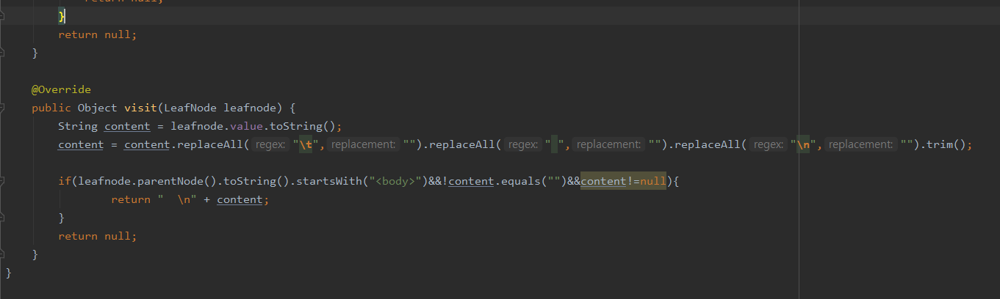 return null;
}
return null;
}
@Override
public Object visit(LeafNode leafnode) {
String content = leafnode.value.toString();
content = content.replaceAll( regex: "\t", replacement: "").replaceAll( regex: " ", replacement: "").replaceAll( regex: "\n", replacement: "").trim();
if(leafnode.parentNode().toString().startsWith("<body>")&&!content.equals("")&&content!=null){
return "  \n" + content;
}
return null;
}
}